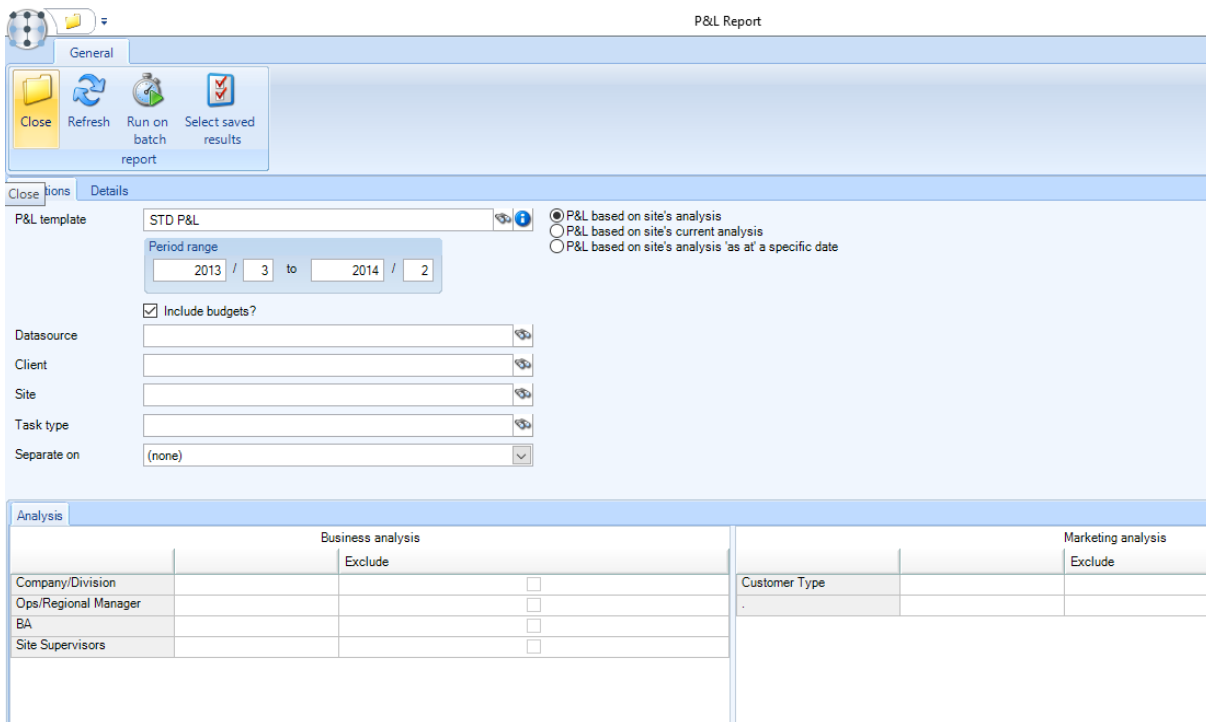 P&L Report
General
Close
Refresh
Run on
batch
Select saved
results
report
Close
tions
Details
P&L template
STD P&L
P&L based on site's analysis
P&L based on site's current analysis
P&L based on site's analysis 'as at' a specific date
Period range
2013 / 3 to 2014 / 2
Include budgets?
Datasource
Client
Site
Task type
Separate on
(none)
Analysis
Business analysis
Marketing analysis
Exclude
Exclude
Company/Division
Customer Type
Ops/Regional Manager
.
BA
Site Supervisors